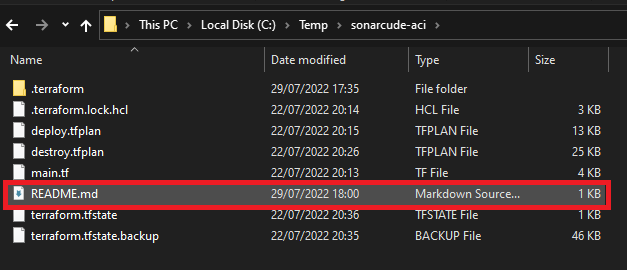 This PC > Local Disk (C:) > Temp > sonarcude-aci >
Name Date modified Type Size
.terraform 29/07/2022 17:35 File folder
.terraform.lock.hcl 22/07/2022 20:14 HCL File 3 KB
deploy.tfplan 22/07/2022 20:15 TFPLAN File 13 KB
destroy.tfplan 22/07/2022 20:26 TFPLAN File 25 KB
main.tf 22/07/2022 20:13 TF File 4 KB
README.md 29/07/2022 18:00 Markdown Source... 1 KB
terraform.tfstate 22/07/2022 20:36 TFSTATE File 1 KB
terraform.tfstate.backup 22/07/2022 20:35 BACKUP File 46 KB